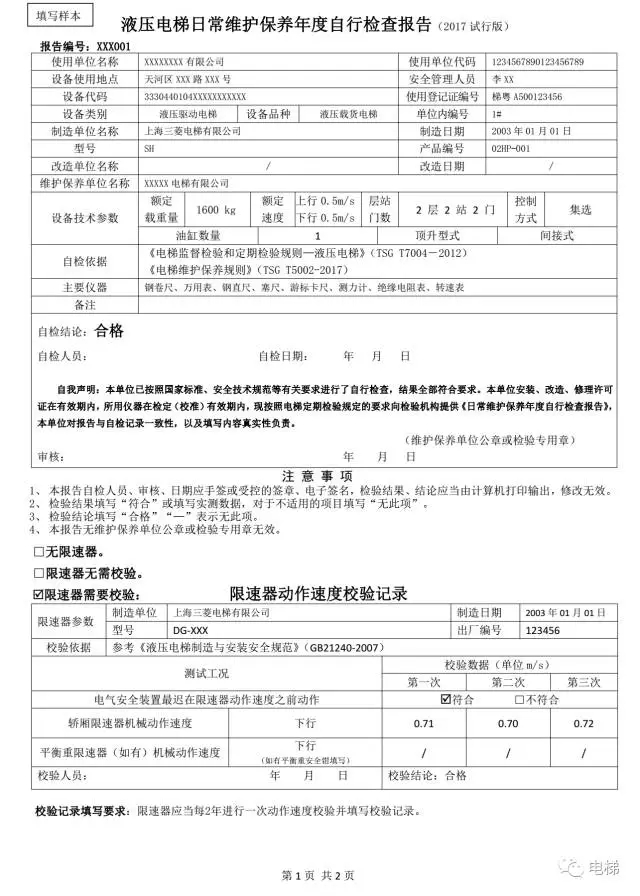 填写样本
液压电梯日常维护保养年度自行检查报告（2017 试行版）
报告编号：XXX001
使用单位名称 XXXXXXXX 有限公司 使用单位代码 1234567890123456789
设备使用地点 天河区 XXX 路 XXX 号 安全管理人员 李 XX
设备代码 3330440104XXXXXXXXXXX 使用登记证编号 梯粤 A500123456
设备类别 液压驱动电梯 设备品种 液压载货电梯 单位内编号 1#
制造单位名称 上海三菱电梯有限公司 制造日期 2003 年 01 月 01 日
型号 SH 产品编号 02HP-001
改造单位名称 / 改造日期 /
维护保养单位名称 XXXXX 电梯有限公司
设备技术参数 额定载重量 1600 kg 额定速度 上行 0.5m/s 下行 0.5m/s 层站门数 2 层 2 站 2 门 控制方式 集选
油缸数量 1 顶升型式 间接式
自检依据 《电梯监督检验和定期检验规则—液压电梯》（TSG T7004－2012）
《电梯维护保养规则》（TSG T5002-2017）
主要仪器 钢卷尺、万用表、钢直尺、塞尺、游标卡尺、测力计、绝缘电阻表、转速表
备注
自检结论：合格
自检人员： 自检日期： 年 月 日
自我声明：本单位已按照国家标准、安全技术规范等有关要求进行了自行检查，结果全部符合要求。本单位安装、改造、修理许可
证在有效期内，所用仪器在检定（校准）有效期内，现按照电梯定期检验规定的要求向检验机构提供《日常维护保养年度自行检查报告》，
本单位对报告与自检记录一致性，以及填写内容真实性负责。
（维护保养单位公章或检验专用章）
审核： 年 月 日
注 意 事 项
1、 本报告自检人员、审核、日期应手签或受控的签章、电子签名，检验结果、结论应当由计算机打印输出，修改无效。
2、 检验结果填写“符合”或填写实测数据，对于不适用的项目填写“无此项”。
3、 检验结论填写“合格”“—”表示无此项。
4、 本报告无维护保养单位公章或检验专用章无效。
□无限速器。
□限速器无需校验。
☑限速器需要校验： 限速器动作速度校验记录
限速器参数 制造单位 上海三菱电梯有限公司 制造日期 2003 年 01 月 01 日
型号 DG-XXX 出厂编号 123456
校验依据 参考《液压电梯制造与安装安全规范》（GB21240-2007）
测试工况 校验数据（单位 m/s）
第一次 第二次 第三次
电气安全装置最迟在限速器动作速度之前动作 ☑符合 □不符合
轿厢限速器机械动作速度 下行 0.71 0.70 0.72
平衡重限速器（如有）机械动作速度 下行 （如有平衡重安全钳填写） / / /
校验人员： 年 月 日 校验结论：合格
校验记录填写要求：限速器应当每2年进行一次动作速度校验并填写校验记录。
第 1 页 共 2 页
电梯